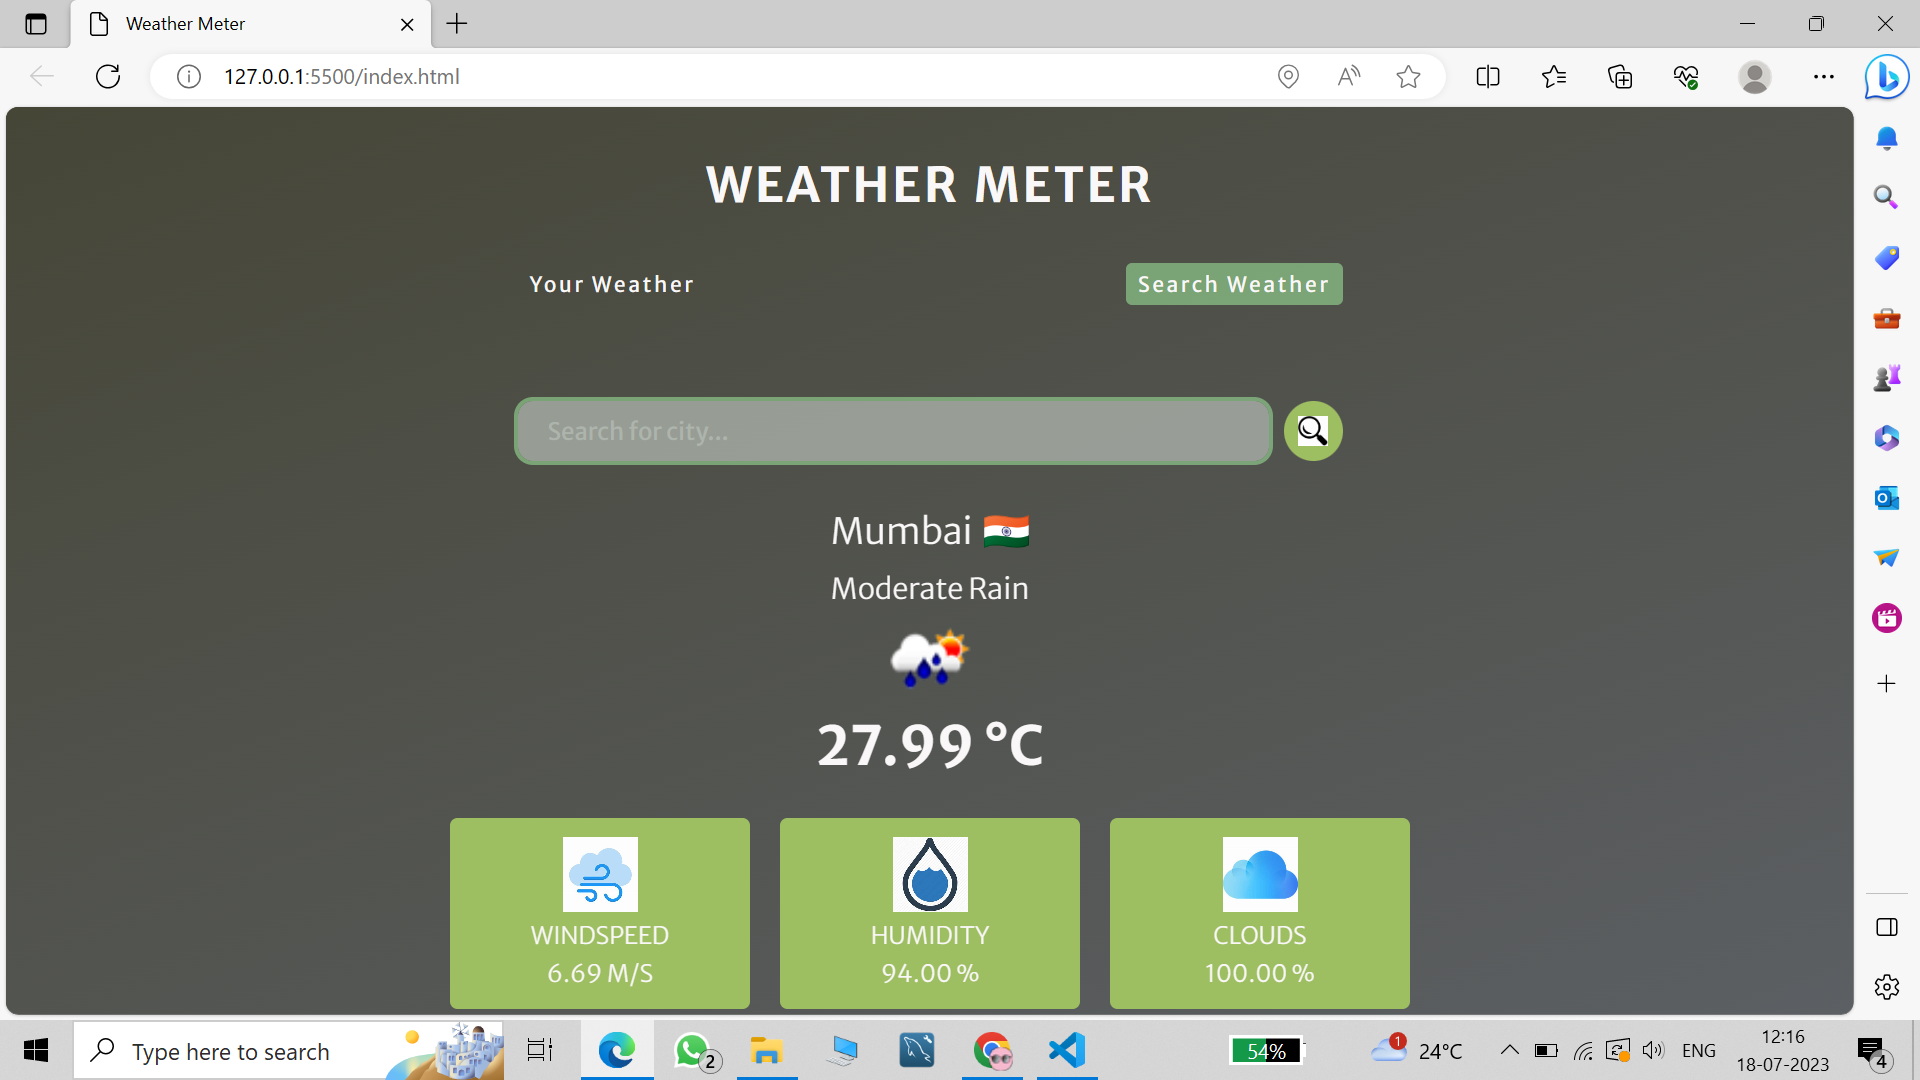 Weather Meter
127.0.0.1:5500/index.html
WEATHER METER
Your Weather
Search Weather
Search for city...
Mumbai
Moderate Rain
27.99 °C
WINDSPEED
6.69 M/S
HUMIDITY
94.00 %
CLOUDS
100.00 %
Type here to search
2
54%
1
24°C
ENG
12:16
18-07-2023
4